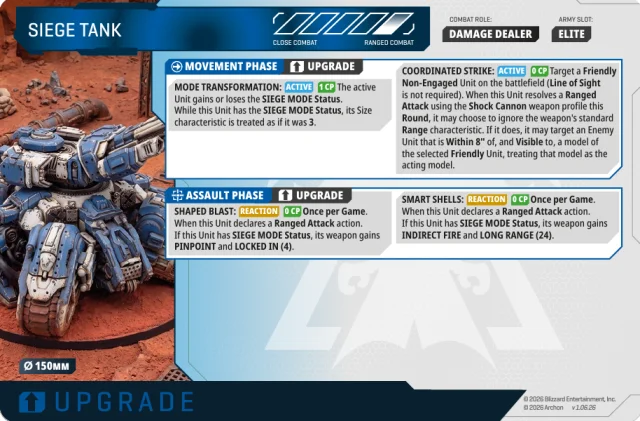 SIEGE TANK
CLOSE COMBAT
RANGED COMBAT
COMBAT ROLE:
DAMAGE DEALER
ARMY SLOT:
ELITE
MOVEMENT PHASE UPGRADE
MODE TRANSFORMATION: ACTIVE 1 CP The active
Unit gains or loses the SIEGE MODE Status.
While this Unit has the SIEGE MODE Status, its Size
characteristic is treated as if it was 3.
COORDINATED STRIKE: ACTIVE 0 CP Target a Friendly
Non-Engaged Unit on the battlefield (Line of Sight
is not required). When this Unit resolves a Ranged
Attack using the Shock Cannon weapon profile this
Round, it may choose to ignore the weapon's standard
Range characteristic. If it does, it may target an Enemy
Unit that is Within 8" of, and Visible to, a model of
the selected Friendly Unit, treating that model as the
acting model.
ASSAULT PHASE UPGRADE
SHAPED BLAST: REACTION 0 CP Once per Game.
When this Unit declares a Ranged Attack action.
If this Unit has SIEGE MODE Status, its weapon gains
PINPOINT and LOCKED IN (4).
SMART SHELLS: REACTION 0 CP Once per Game.
When this Unit declares a Ranged Attack action.
If this Unit has SIEGE MODE Status, its weapon gains
INDIRECT FIRE and LONG RANGE (24).
Ø 150MM
UPGRADE
© 2026 Blizzard Entertainment, Inc.
© 2026 Archon v.1.06.26